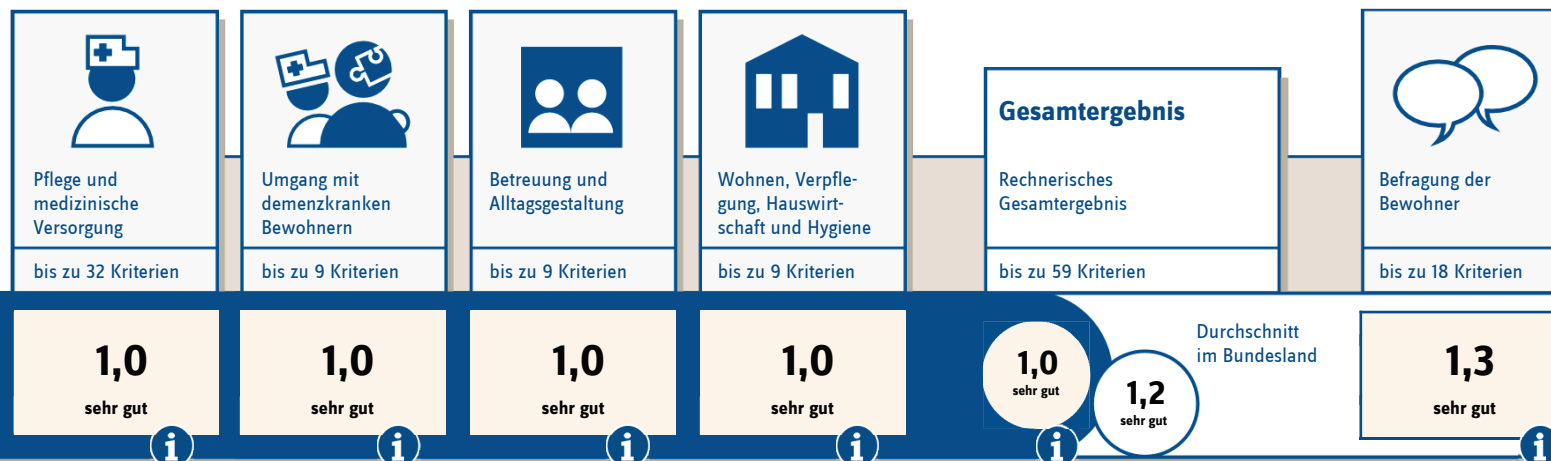 Pflege und
medizinische
Versorgung
bis zu 32 Kriterien
1,0
sehr gut
i
Umgang mit
demenzkranken
Bewohnern
bis zu 9 Kriterien
1,0
sehr gut
i
Betreuung und
Alltagsgestaltung
bis zu 9 Kriterien
1,0
sehr gut
i
Wohnen, Verpfle-
gung, Hauswirt-
schaft und Hygiene
bis zu 9 Kriterien
1,0
sehr gut
i
Gesamtergebnis
Rechnerisches
Gesamtergebnis
bis zu 59 Kriterien
1,0
sehr gut
i
1,2
sehr gut
Durchschnitt
im Bundesland
Befragung der
Bewohner
bis zu 18 Kriterien
1,3
sehr gut
i